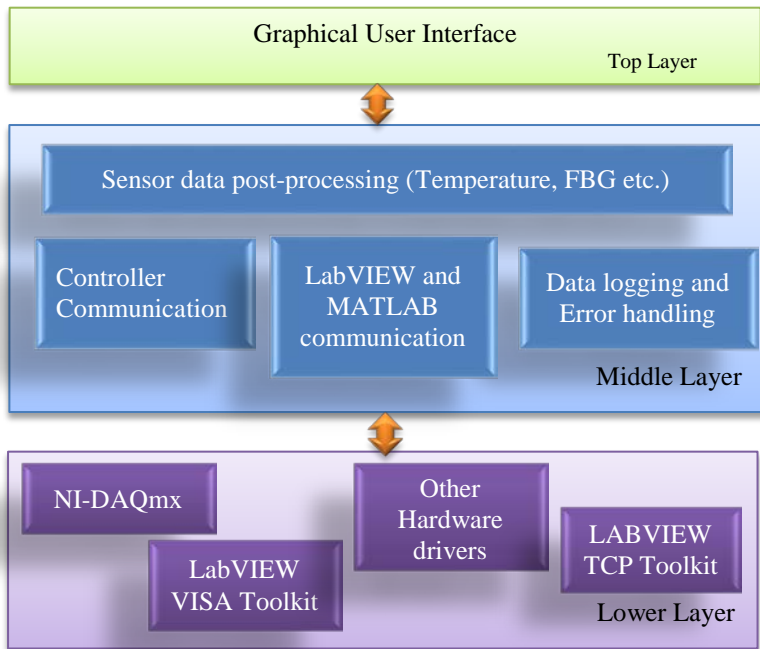 Graphical User Interface
Top Layer
Sensor data post-processing (Temperature, FBG etc.)
Controller
Communication
LabVIEW and
MATLAB
communication
Data logging and
Error handling
Middle Layer
NI-DAQmx
LabVIEW
VISA Toolkit
Other
Hardware
drivers
LABVIEW
TCP Toolkit
Lower Layer